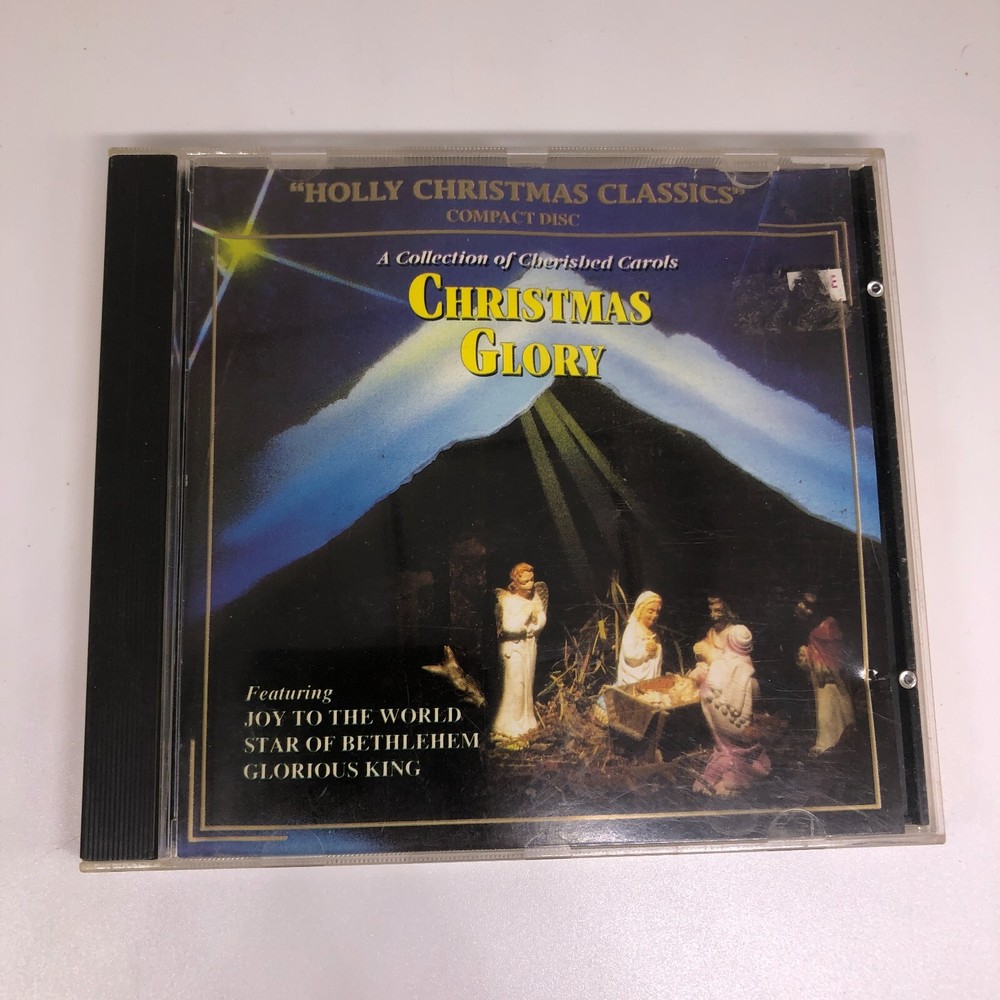 "HOLLY CHRISTMAS CLASSICS"
COMPACT DISC
A Collection of Cherished Carols
CHRISTMAS
GLORY
Featuring
JOY TO THE WORLD
STAR OF BETHLEHEM
GLORIOUS KING